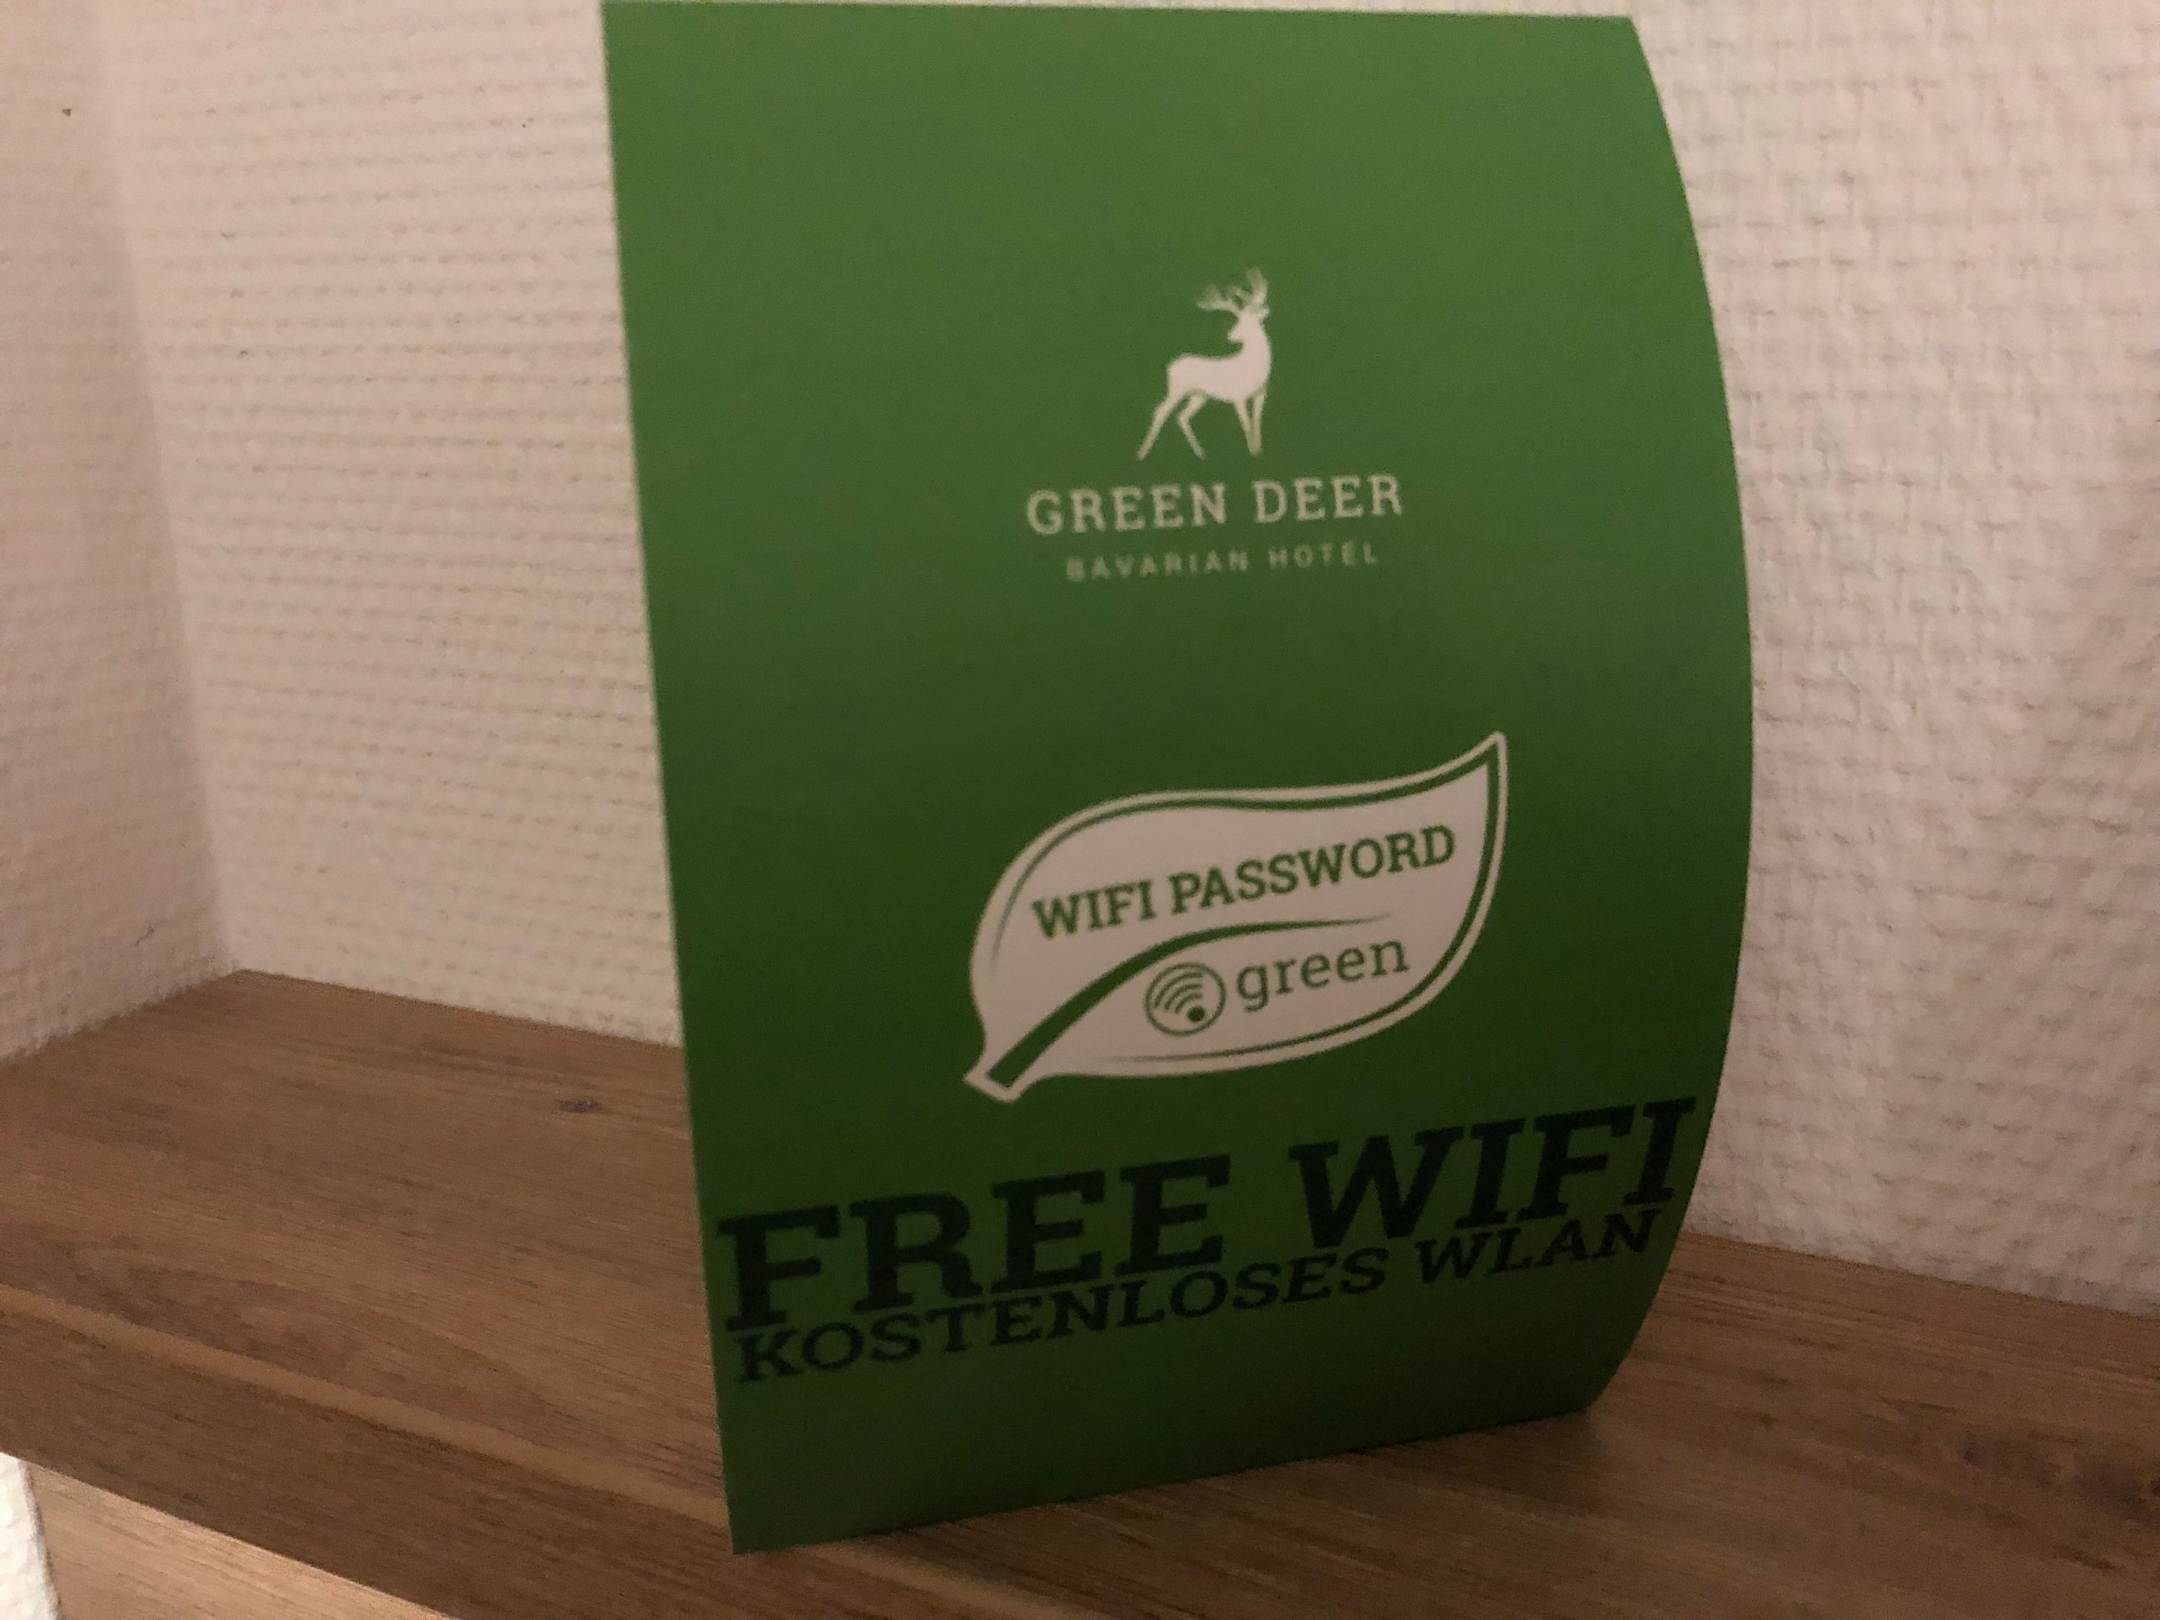 GREEN DEER
BAVARIAN HOTEL
WIFI PASSWORD
green
FREE WIFI
KOSTENLOSES WLAN